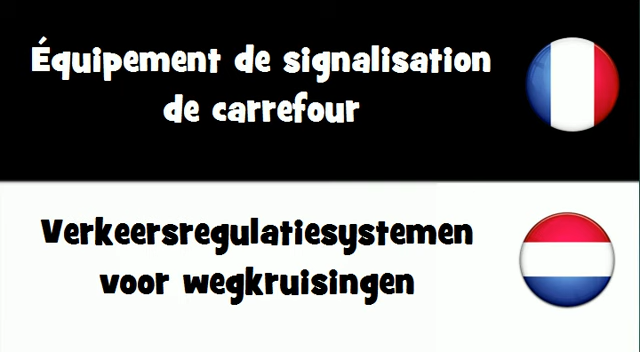 Équipement de signalisation
de carrefour
Verkeersregulatiesystemen
voor wegkruisingen